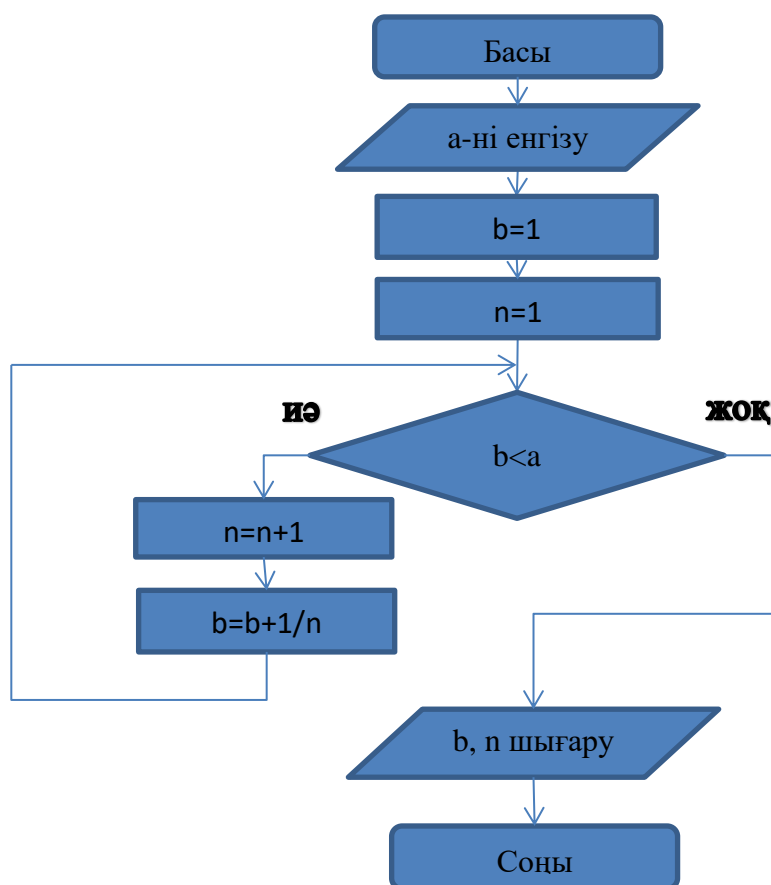 Басы
а-ні енгізу
b=1
n=1
иә
жоқ
b<a
n=n+1
b=b+1/n
b, n шығару
Соңы